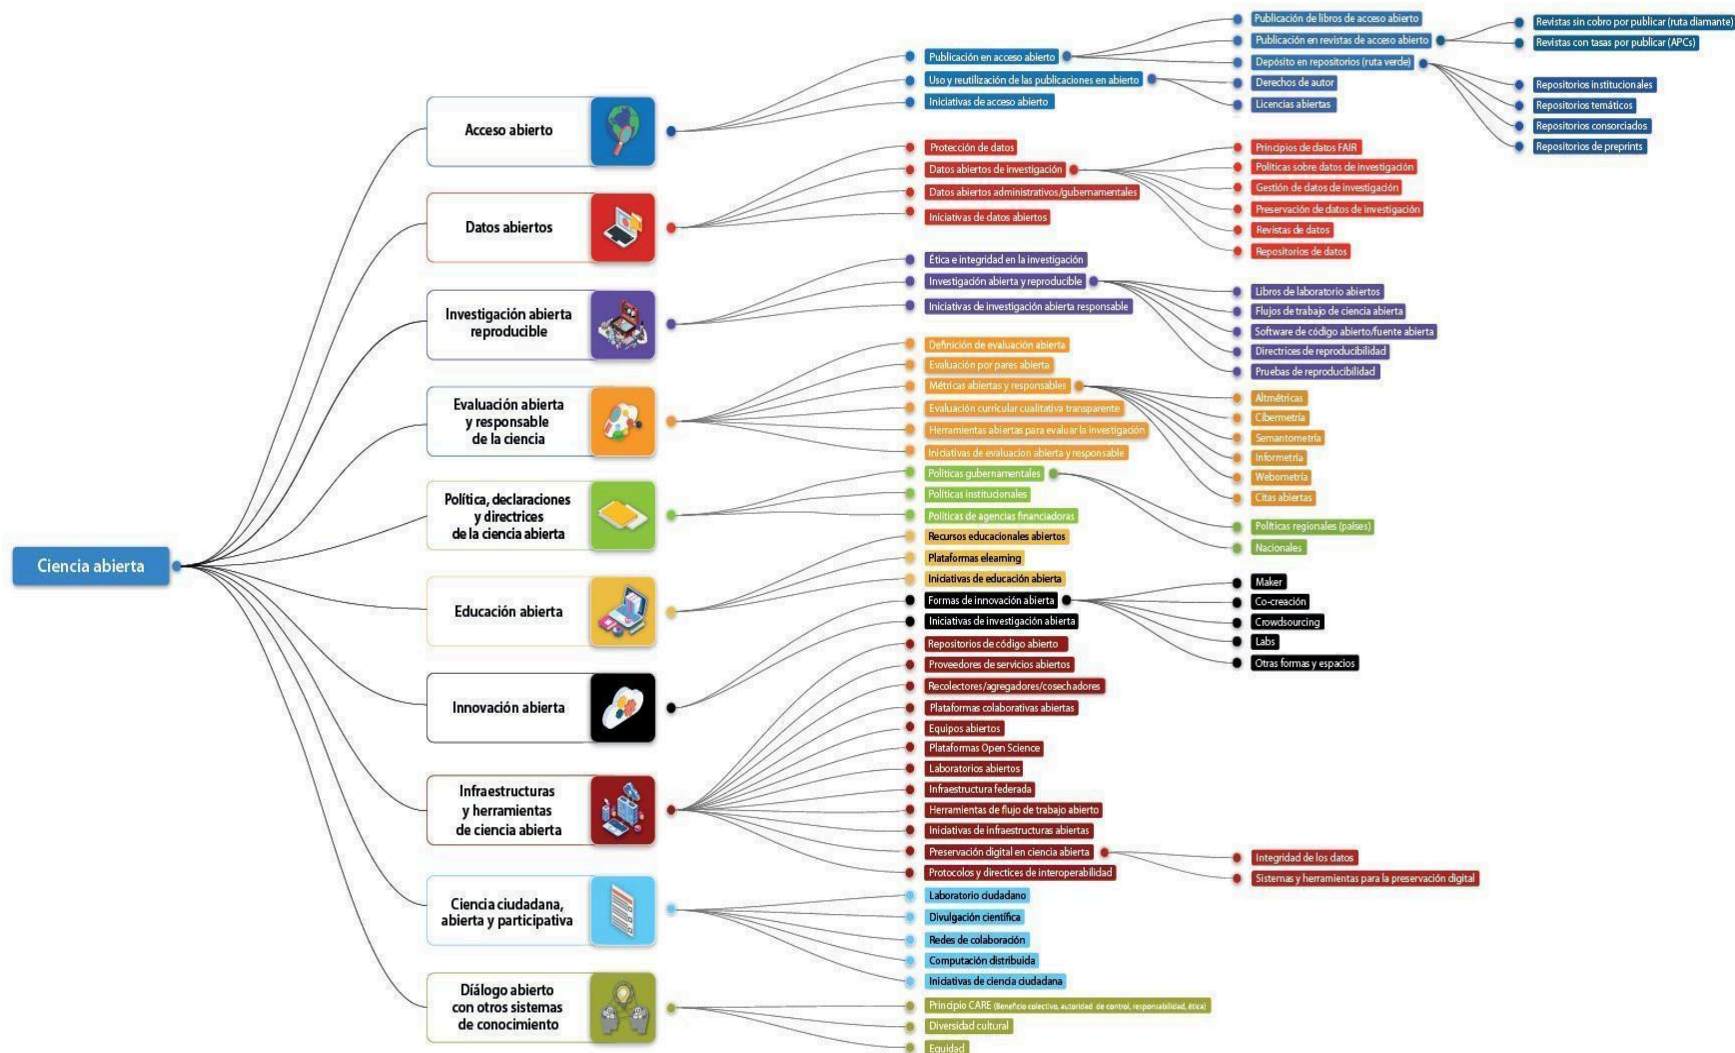 Ciencia abierta
Acceso abierto
Publicación en acceso abierto
Publicación de libros de acceso abierto
Publicación en revistas de acceso abierto
Revistas sin cobro por publicar (ruta diamante)
Revistas con tasas por publicar (APCs)
Depósito en repositorios (ruta verde)
Repositorios institucionales
Repositorios temáticos
Repositorios consorciados
Repositorios de preprints
Uso y reutilización de las publicaciones en abierto
Derechos de autor
Licencias abiertas
Iniciativas de acceso abierto
Datos abiertos
Protección de datos
Datos abiertos de investigación
Principios de datos FAIR
Políticas sobre datos de investigación
Gestión de datos de investigación
Preservación de datos de investigación
Revistas de datos
Repositorios de datos
Datos abiertos administrativos/gubernamentales
Iniciativas de datos abiertos
Investigación abierta
reproducible
Ética e integridad en la investigación
Investigación abierta y reproducible
Libros de laboratorio abiertos
Flujos de trabajo de ciencia abierta
Software de código abierto/fuente abierta
Directrices de reproducibilidad
Pruebas de reproducibilidad
Iniciativas de investigación abierta responsable
Evaluación abierta
y responsable
de la ciencia
Definición de evaluación abierta
Evaluación por pares abierta
Métricas abiertas y responsables
Altmétricas
Cibermetría
Semantometría
Informetría
Webometría
Citas abiertas
Evaluación curricular cualitativa transparente
Herramientas abiertas para evaluar la investigación
Iniciativas de evaluacion abierta y responsable
Política, declaraciones
y directrices
de la ciencia abierta
Políticas gubernamentales
Políticas regionales (países)
Nacionales
Políticas institucionales
Políticas de agencias financiadoras
Educación abierta
Recursos educacionales abiertos
Plataformas elearning
Iniciativas de educación abierta
Innovación abierta
Formas de innovación abierta
Maker
Co-creación
Crowdsourcing
Labs
Otras formas y espacios
Iniciativas de investigación abierta
Infraestructuras
y herramientas
de ciencia abierta
Repositorios de código abierto
Proveedores de servicios abiertos
Recolectores/agregadores/cosechadores
Plataformas colaborativas abiertas
Equipos abiertos
Plataformas Open Science
Laboratorios abiertos
Infraestructura federada
Herramientas de flujo de trabajo abierto
Iniciativas de infraestructuras abiertas
Preservación digital en ciencia abierta
Integridad de los datos
Sistemas y herramientas para la preservación digital
Protocolos y directices de interoperabilidad
Ciencia ciudadana,
abierta y participativa
Laboratorio ciudadano
Divulgación científica
Redes de colaboración
Computación distribuida
Iniciativas de ciencia ciudadana
Díálogo abierto
con otros sistemas
de conocimiento
Principio CARE (Beneficio colectivo, autoridad de control, responsabilidad, ética)
Diversidad cultural
Equidad